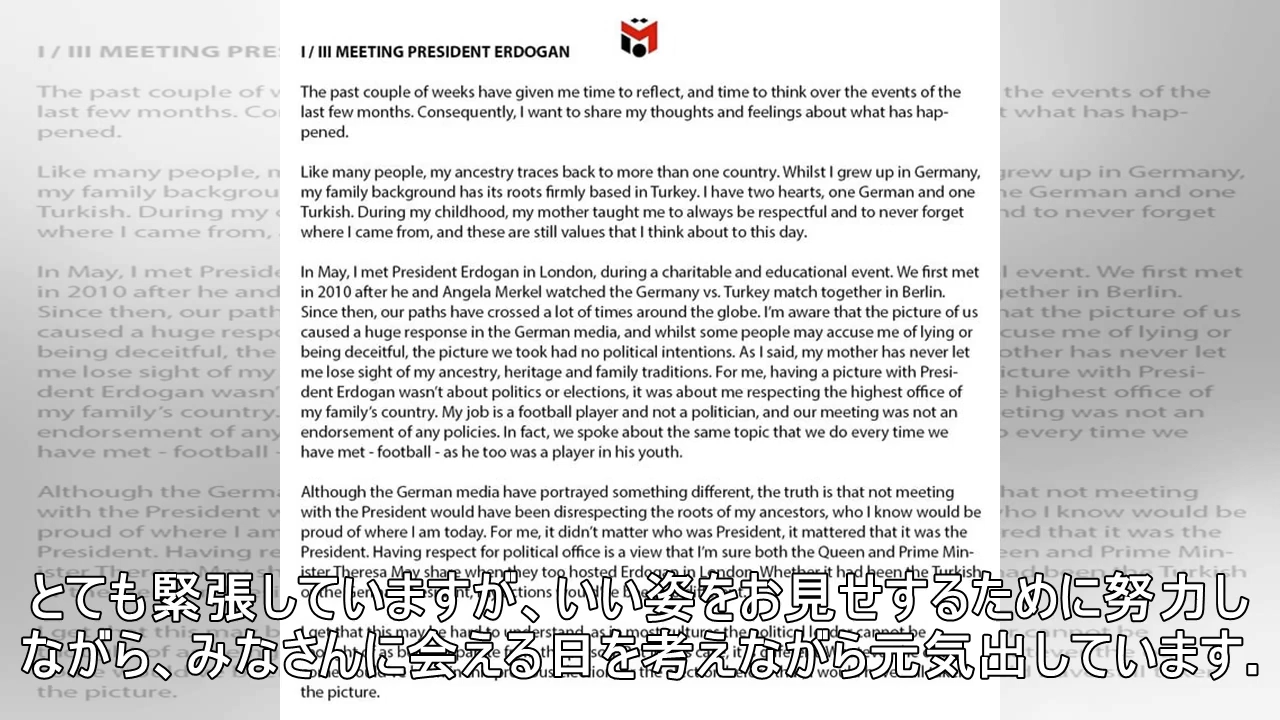 I / III MEETING PRESIDENT ERDOGAN
The past couple of weeks have given me time to reflect, and time to think over the events of the
last few months. Consequently, I want to share my thoughts and feelings about what has hap-
pened.
Like many people, my ancestry traces back to more than one country. Whilst I grew up in Germany,
my family background has its roots firmly based in Turkey. I have two hearts, one German and one
Turkish. During my childhood, my mother taught me to always be respectful and to never forget
where I came from, and these are still values that I think about to this day.
In May, I met President Erdogan in London, during a charitable and educational event. We first met
in 2010 after he and Angela Merkel watched the Germany vs. Turkey match together in Berlin.
Since then, our paths have crossed a lot of times around the globe. I'm aware that the picture of us
caused a huge response in the German media, and whilst some people may accuse me of lying or
being deceitful, the picture we took had no political intentions. As I said, my mother has never let
me lose sight of my ancestry, heritage and family traditions. For me, having a picture with Presi-
dent Erdogan wasn't about politics or elections, it was about me respecting the highest office of
my family's country. My job is a football player and not a politician, and our meeting was not an
endorsement of any policies. In fact, we spoke about the same topic that we do every time we
have met - football - as he too was a player in his youth.
Although the German media have portrayed something different, the truth is that not meeting
with the President would have been disrespecting the roots of my ancestors, who I know would be
proud of where I am today. For me, it didn't matter who was President, it mattered that it was the
President. Having respect for political office is a view that I'm sure both the Queen and Prime Min-
ister Theresa May share when they too hosted Erdogan in London. Whether it had been the Turkish
とても緊張していますが、いい姿をお見せするために努力し
ながら、みなさんに会える日を考えながら元気出しています.
the picture.